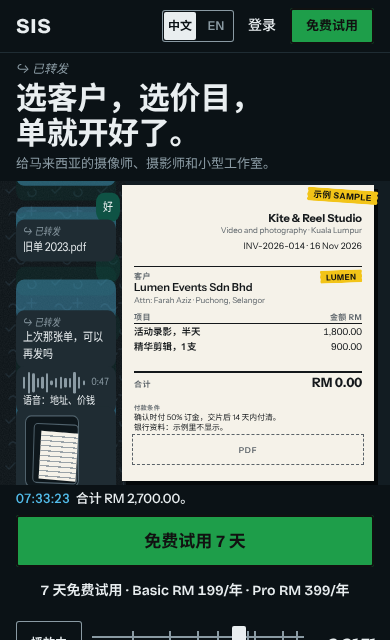 SIS
中文
EN
登录
免费试用
已转发
选客户，选价目，
单就开好了。
给马来西亚的摄像师、摄影师和小型工作室。
好
已转发
旧单 2023.pdf
已转发
上次那张单，可以
再发吗
0:47
语音：地址、价钱
示例 SAMPLE
Kite & Reel Studio
Video and photography · Kuala Lumpur
INV-2026-014 · 16 Nov 2026
客户
LUMEN
Lumen Events Sdn Bhd
Attn: Farah Aziz · Puchong, Selangor
项目 金额 RM
活动录影，半天 1,800.00
精华剪辑，1 支 900.00
合计 RM 0.00
付款条件
确认时付 50% 订金，交片后 14 天内付清。
银行资料：示例里不显示。
PDF
07:33:23 合计 RM 2,700.00。
免费试用 7 天
7 天免费试用 · Basic RM 199/年 · Pro RM 399/年